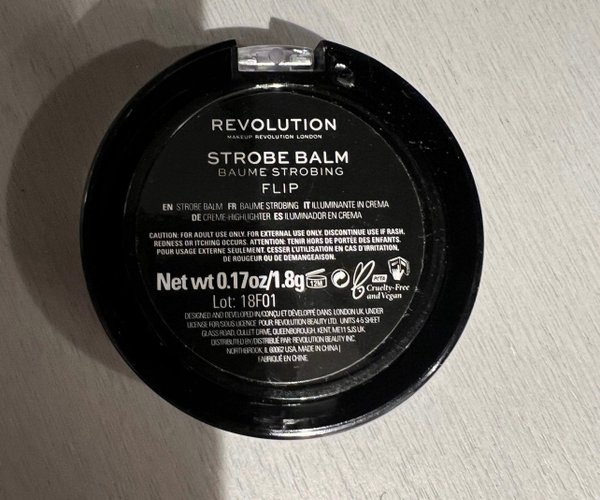 REVOLUTION
MAKEUP REVOLUTION LONDON
STROBE BALM
BAUME STROBING
FLIP
EN STROBE BALM FR BAUME STROBING IT ILLUMINANTE IN CREMA
DE CREME-HIGHLIGHTER ES ILUMINADOR EN CREMA
CAUTION: FOR ADULT USE ONLY. FOR EXTERNAL USE ONLY. DISCONTINUE USE IF RASH,
REDNESS OR ITCHING OCCURS. ATTENTION: TENIR HORS DE PORTÉE DES ENFANTS.
POUR USAGE EXTERNE SEULEMENT. CESSER L'UTILISATION EN CAS D'IRRITATION,
DE ROUGEUR OU DE DÉMANGEAISON.
Net wt 0.17oz/1.8g 12M PETA
Cruelty-Free
and Vegan
Lot: 18F01
DESIGNED AND DEVELOPED IN/CONÇU ET DÉVELOPPÉ DANS: LONDON UK. UNDER
LICENSE FOR/SOUS LICENCE POUR: REVOLUTION BEAUTY LTD. UNITS 4-5 SHEET
GLASS ROAD, CULLET DRIVE, QUEENBOROUGH, KENT, ME11 5JS UK
DISTRIBUTED BY/DISTRIBUÉ PAR: REVOLUTION BEAUTY INC.
NORTHBROOK, IL 60062 USA. MADE IN CHINA |
FABRIQUÉ EN CHINE.